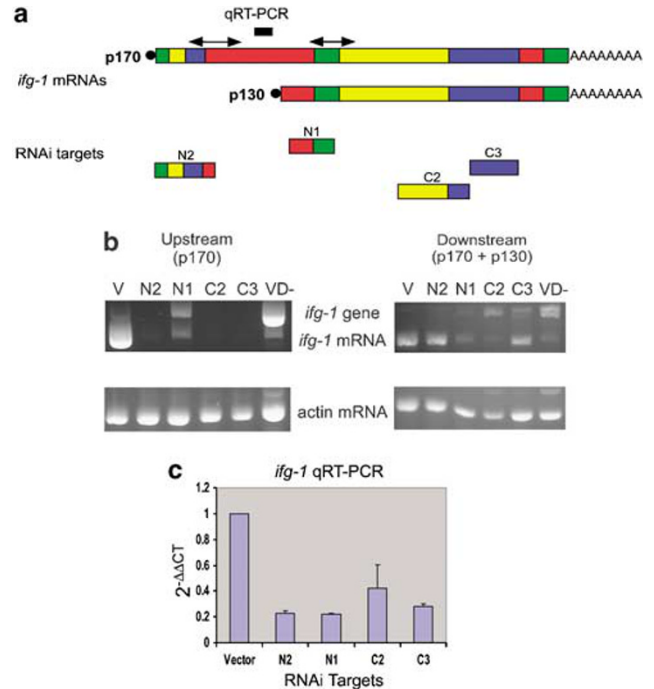 a
qRT-PCR
p170
AAAAAAAA
ifg-1 mRNAs
p130
AAAAAAAA
RNAi targets
N2
N1
C3
C2
b
Upstream
(p170)
Downstream
(p170 + p130)
V N2 N1 C2 C3 VD-
V N2 N1 C2 C3 VD-
ifg-1 gene
ifg-1 mRNA
actin mRNA
c
ifg-1 qRT-PCR
1.2
1
0.8
0.6
0.4
0.2
0
2-ΔΔCT
Vector N2 N1 C2 C3
RNAi Targets